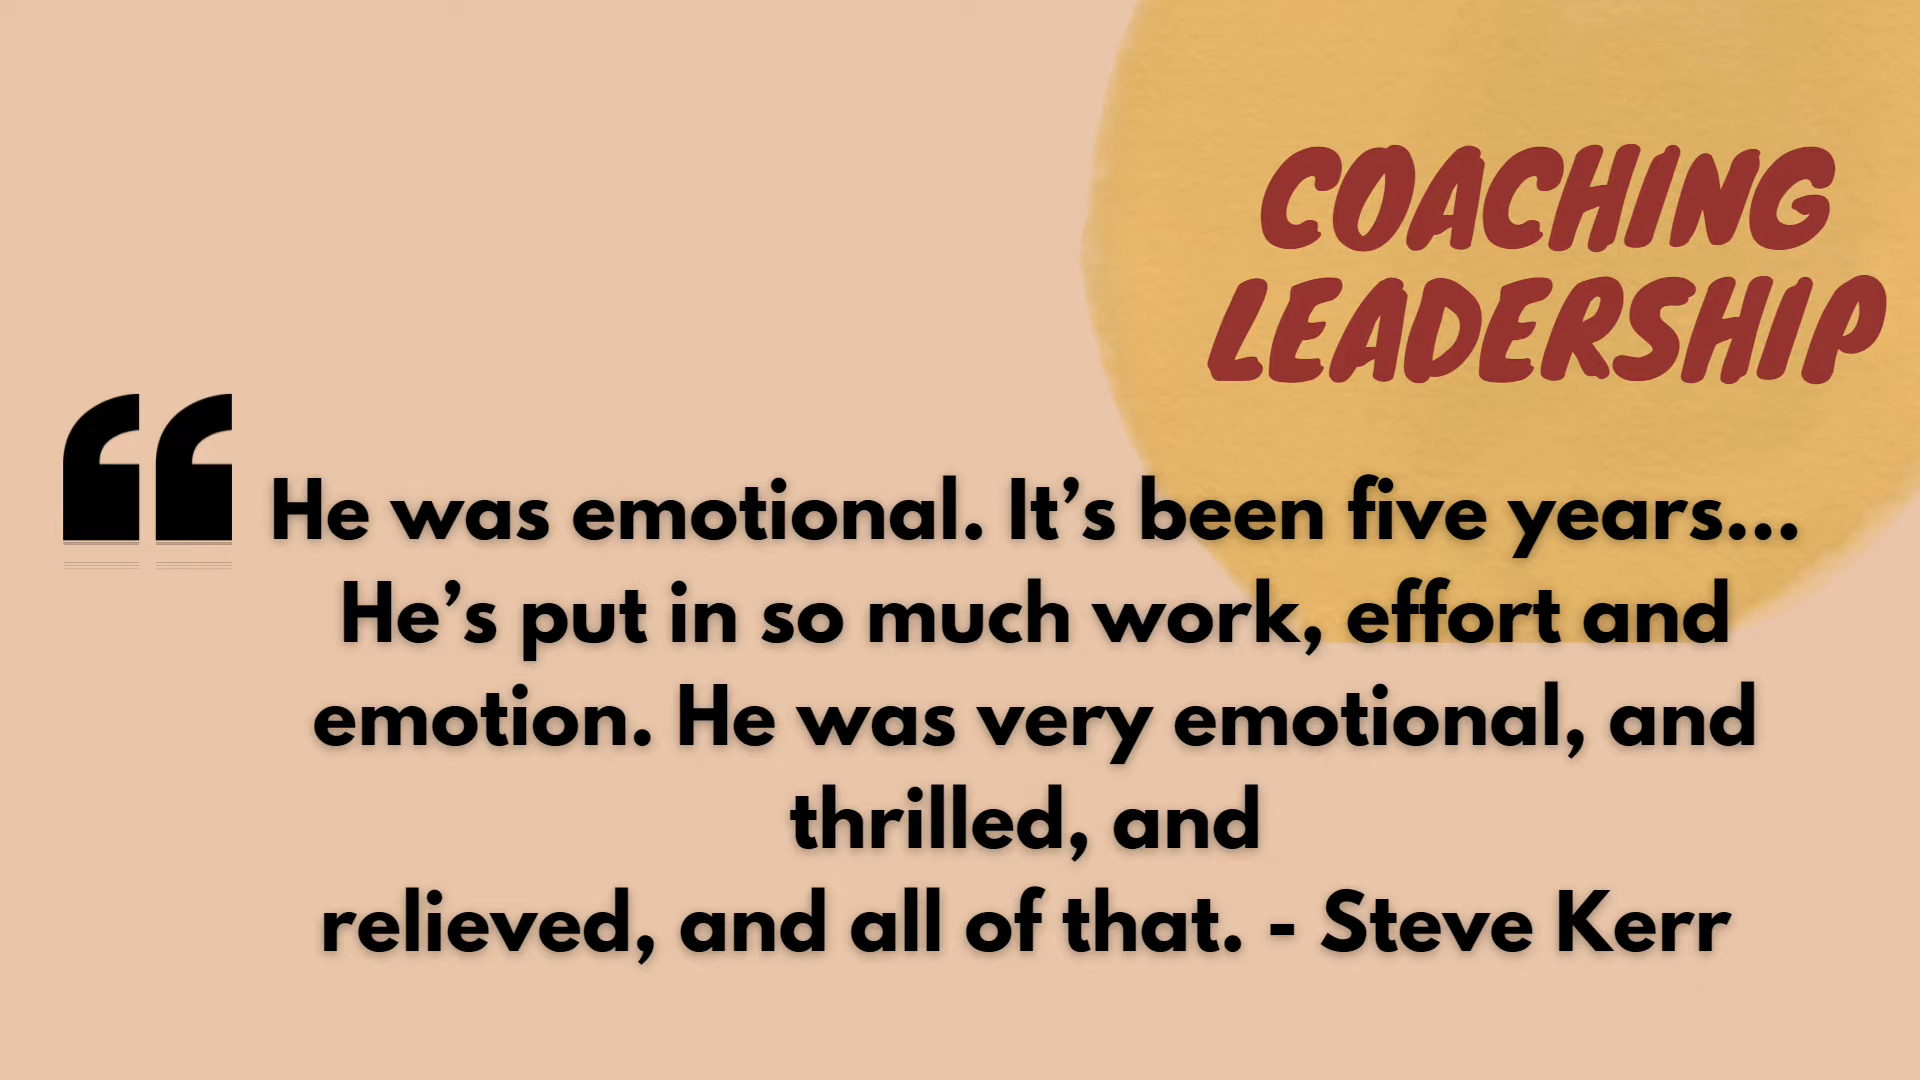 COACHING
LEADERSHIP
“ He was emotional. It’s been five years...
He’s put in so much work, effort and
emotion. He was very emotional, and
thrilled, and
relieved, and all of that. - Steve Kerr